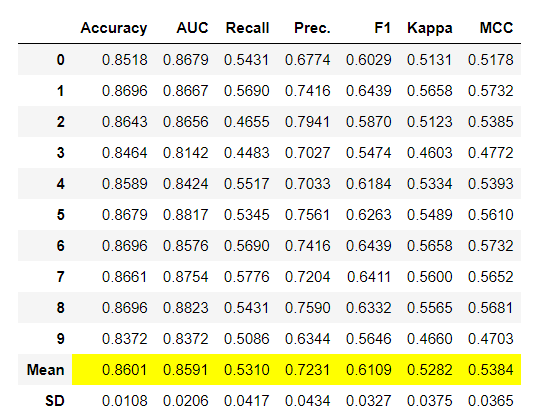 Accuracy AUC Recall Prec. F1 Kappa MCC
0 0.8518 0.8679 0.5431 0.6774 0.6029 0.5131 0.5178
1 0.8696 0.8667 0.5690 0.7416 0.6439 0.5658 0.5732
2 0.8643 0.8656 0.4655 0.7941 0.5870 0.5123 0.5385
3 0.8464 0.8142 0.4483 0.7027 0.5474 0.4603 0.4772
4 0.8589 0.8424 0.5517 0.7033 0.6184 0.5334 0.5393
5 0.8679 0.8817 0.5345 0.7561 0.6263 0.5489 0.5610
6 0.8696 0.8576 0.5690 0.7416 0.6439 0.5658 0.5732
7 0.8661 0.8754 0.5776 0.7204 0.6411 0.5600 0.5652
8 0.8696 0.8823 0.5431 0.7590 0.6332 0.5565 0.5681
9 0.8372 0.8372 0.5086 0.6344 0.5646 0.4660 0.4703
Mean 0.8601 0.8591 0.5310 0.7231 0.6109 0.5282 0.5384
SD 0.0108 0.0206 0.0417 0.0434 0.0327 0.0375 0.0365